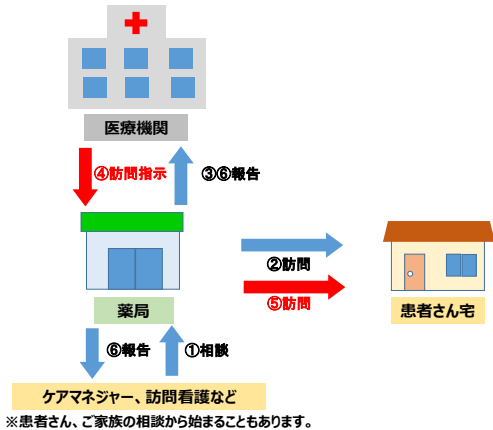 医療機関
④訪問指示
③⑥報告
②訪問
⑤訪問
薬局
患者さん宅
⑥報告
①相談
ケアマネジャー、訪問看護など
※患者さん、ご家族の相談から始まることもあります。